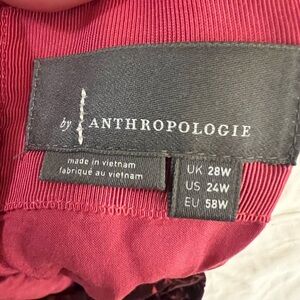 by ANTHROPOLOGIE
made in vietnam
fabriqué au vietnam
UK 28W
US 24W
EU 58W